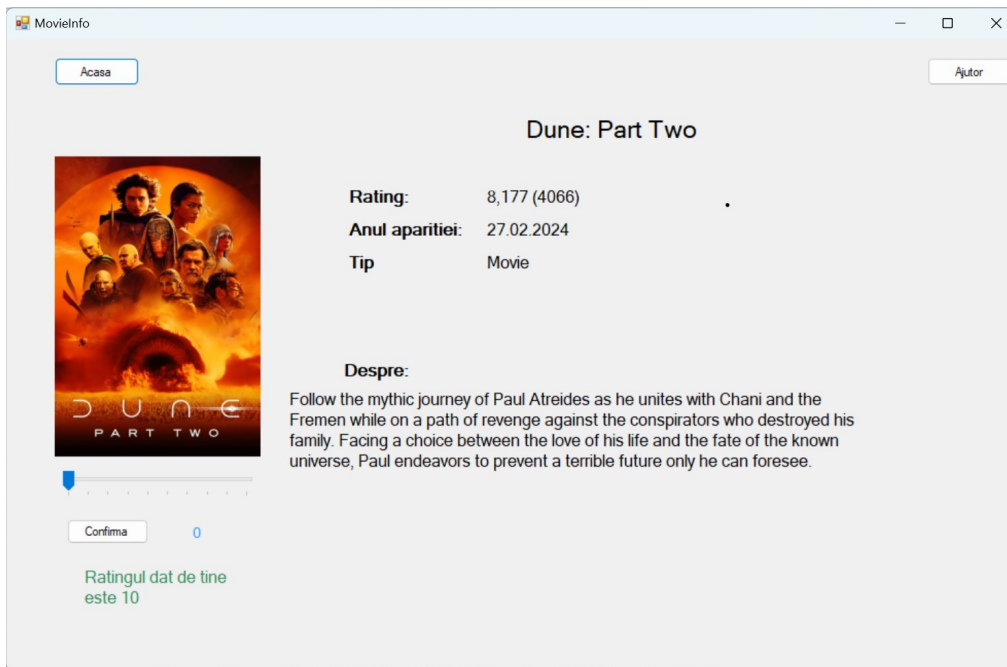 MovieInfo
Acasa
Ajutor
Dune: Part Two
Rating: 8,177 (4066)
Anul aparitiei: 27.02.2024
Tip Movie
DUNE
PART TWO
Despre:
Follow the mythic journey of Paul Atreides as he unites with Chani and the
Fremen while on a path of revenge against the conspirators who destroyed his
family. Facing a choice between the love of his life and the fate of the known
universe, Paul endeavors to prevent a terrible future only he can foresee.
Confirma
0
Ratingul dat de tine
este 10